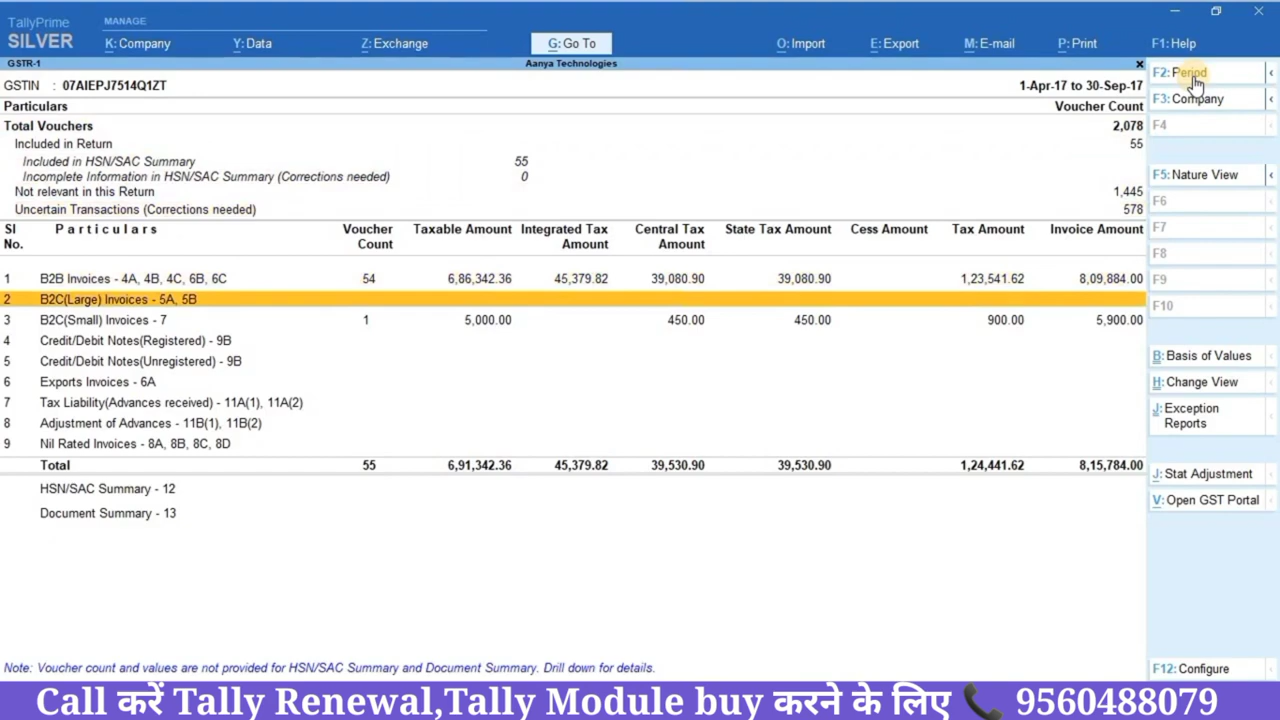 TallyPrime
SILVER
MANAGE
K: Company
Y: Data
Z: Exchange
G: Go To
O: Import
E: Export
M: E-mail
P: Print
F1: Help
GSTR-1
Aanya Technologies
GSTIN : 07AIEPJ7514Q1ZT
1-Apr-17 to 30-Sep-17
Particulars
Voucher Count
Total Vouchers 2,078
Included in Return 55
Included in HSN/SAC Summary 55
Incomplete Information in HSN/SAC Summary (Corrections needed) 0
Not relevant in this Return 1,445
Uncertain Transactions (Corrections needed) 578
Sl Particulars Voucher Taxable Amount Integrated Tax Central Tax State Tax Amount Cess Amount Tax Amount Invoice Amount
No. Count Amount Amount
1 B2B Invoices - 4A, 4B, 4C, 6B, 6C 54 6,86,342.36 45,379.82 39,080.90 39,080.90 1,23,541.62 8,09,884.00
2 B2C(Large) Invoices - 5A, 5B
3 B2C(Small) Invoices - 7 1 5,000.00 450.00 450.00 900.00 5,900.00
4 Credit/Debit Notes(Registered) - 9B
5 Credit/Debit Notes(Unregistered) - 9B
6 Exports Invoices - 6A
7 Tax Liability(Advances received) - 11A(1), 11A(2)
8 Adjustment of Advances - 11B(1), 11B(2)
9 Nil Rated Invoices - 8A, 8B, 8C, 8D
Total 55 6,91,342.36 45,379.82 39,530.90 39,530.90 1,24,441.62 8,15,784.00
HSN/SAC Summary - 12
Document Summary - 13
Note: Voucher count and values are not provided for HSN/SAC Summary and Document Summary. Drill down for details.
F2: Period
F3: Company
F4
F5: Nature View
F6
F7
F8
F9
F10
B: Basis of Values
H: Change View
J: Exception
Reports
J: Stat Adjustment
V: Open GST Portal
F12: Configure
Call करें Tally Renewal,Tally Module buy करने के लिए 📞 9560488079